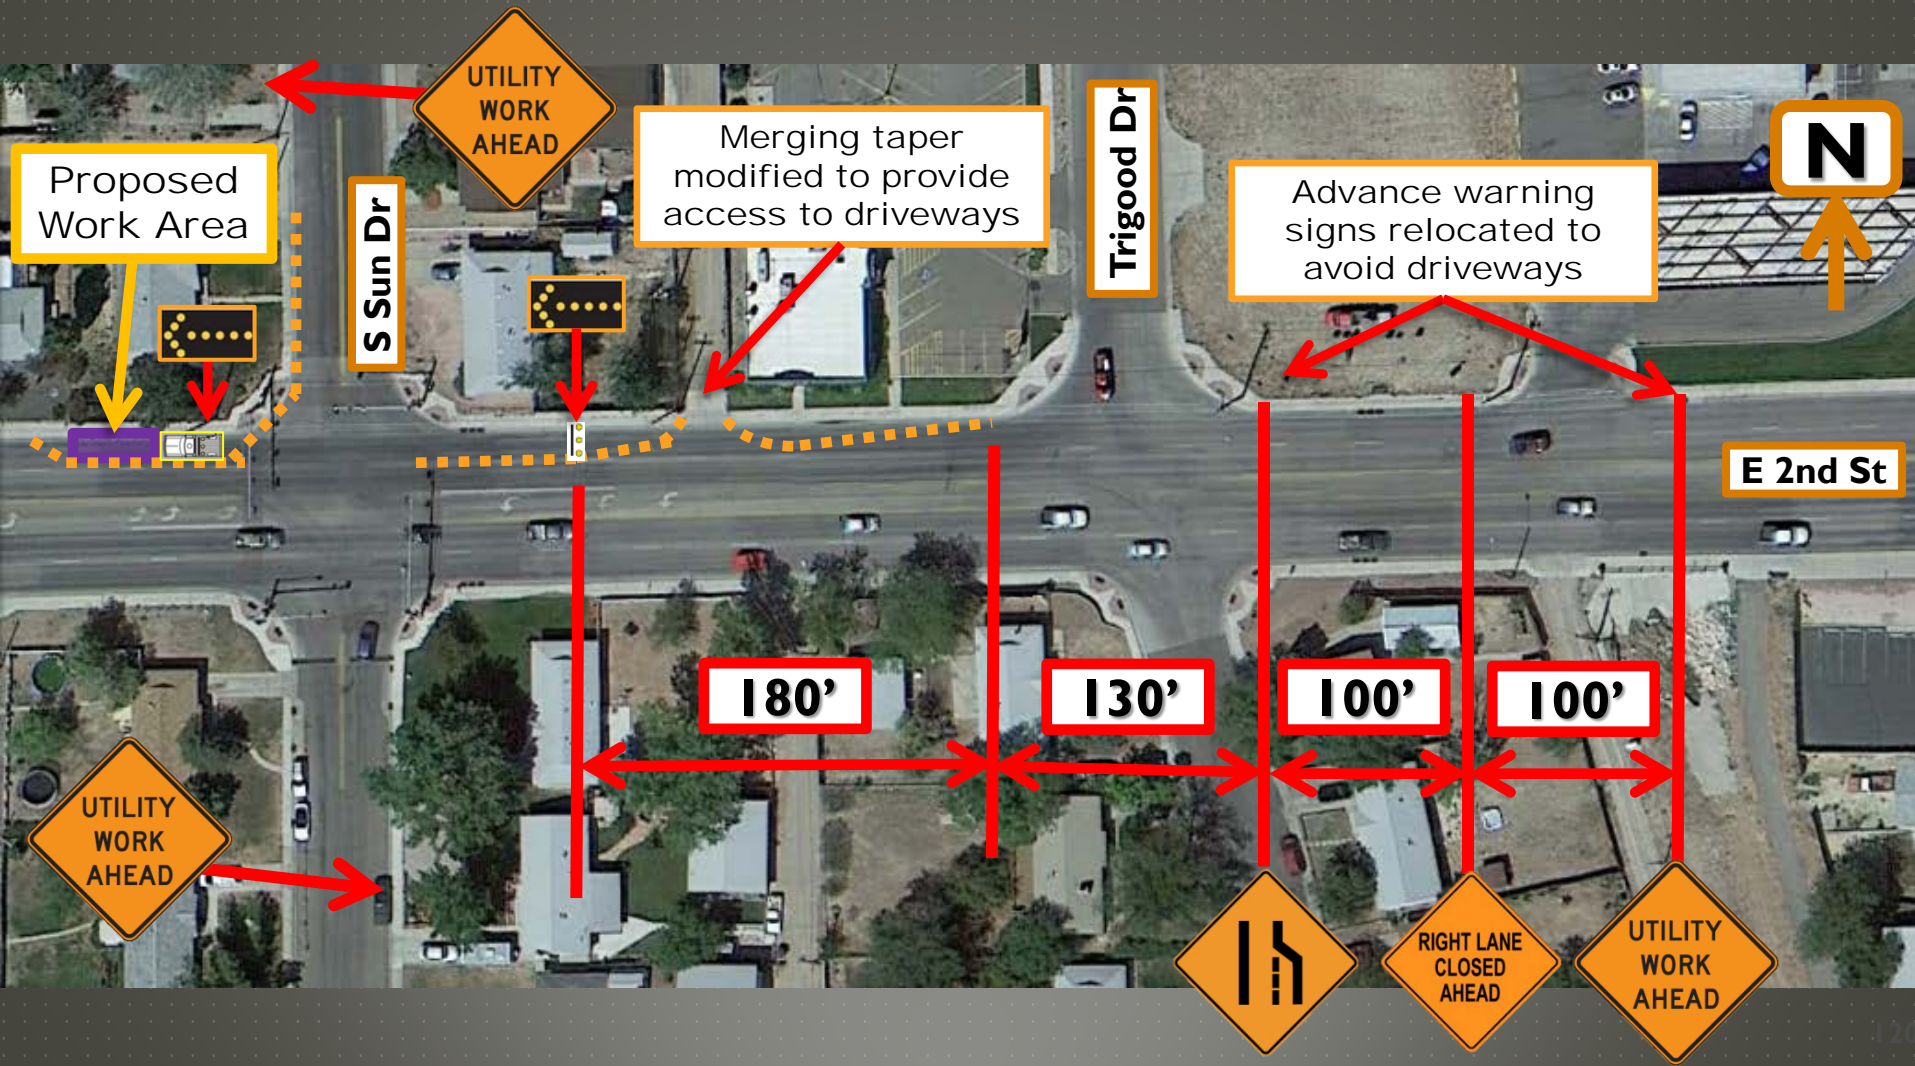 UTILITY
WORK
AHEAD
Proposed
Work Area
S Sun Dr
Merging taper
modified to provide
access to driveways
Trigood Dr
Advance warning
signs relocated to
avoid driveways
N
E 2nd St
180’
130’
100’
100’
UTILITY
WORK
AHEAD
RIGHT LANE
CLOSED
AHEAD
UTILITY
WORK
AHEAD
120